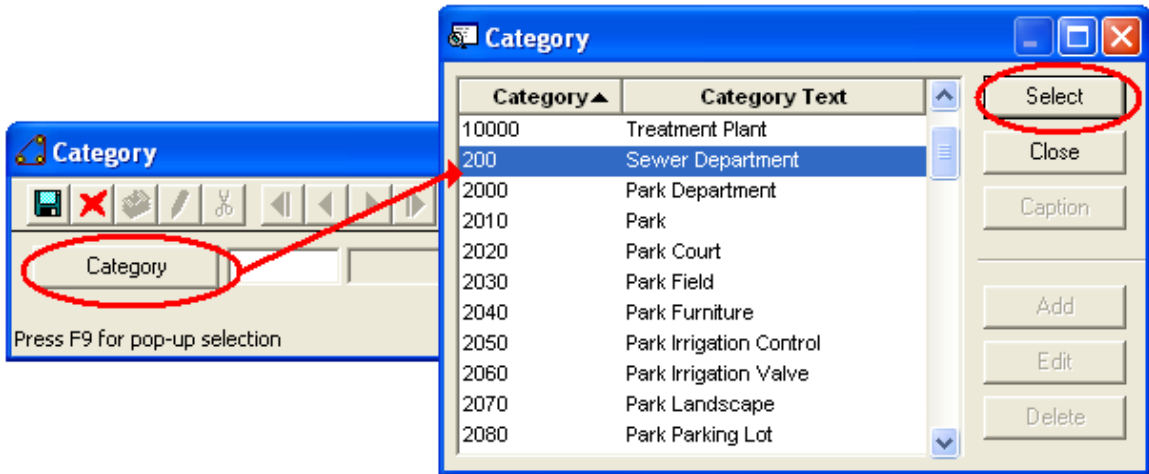 Category
Category
Press F9 for pop-up selection
Category
Category Category Text
10000 Treatment Plant
200 Sewer Department
2000 Park Department
2010 Park
2020 Park Court
2030 Park Field
2040 Park Furniture
2050 Park Irrigation Control
2060 Park Irrigation Valve
2070 Park Landscape
2080 Park Parking Lot
Select
Close
Caption
Add
Edit
Delete